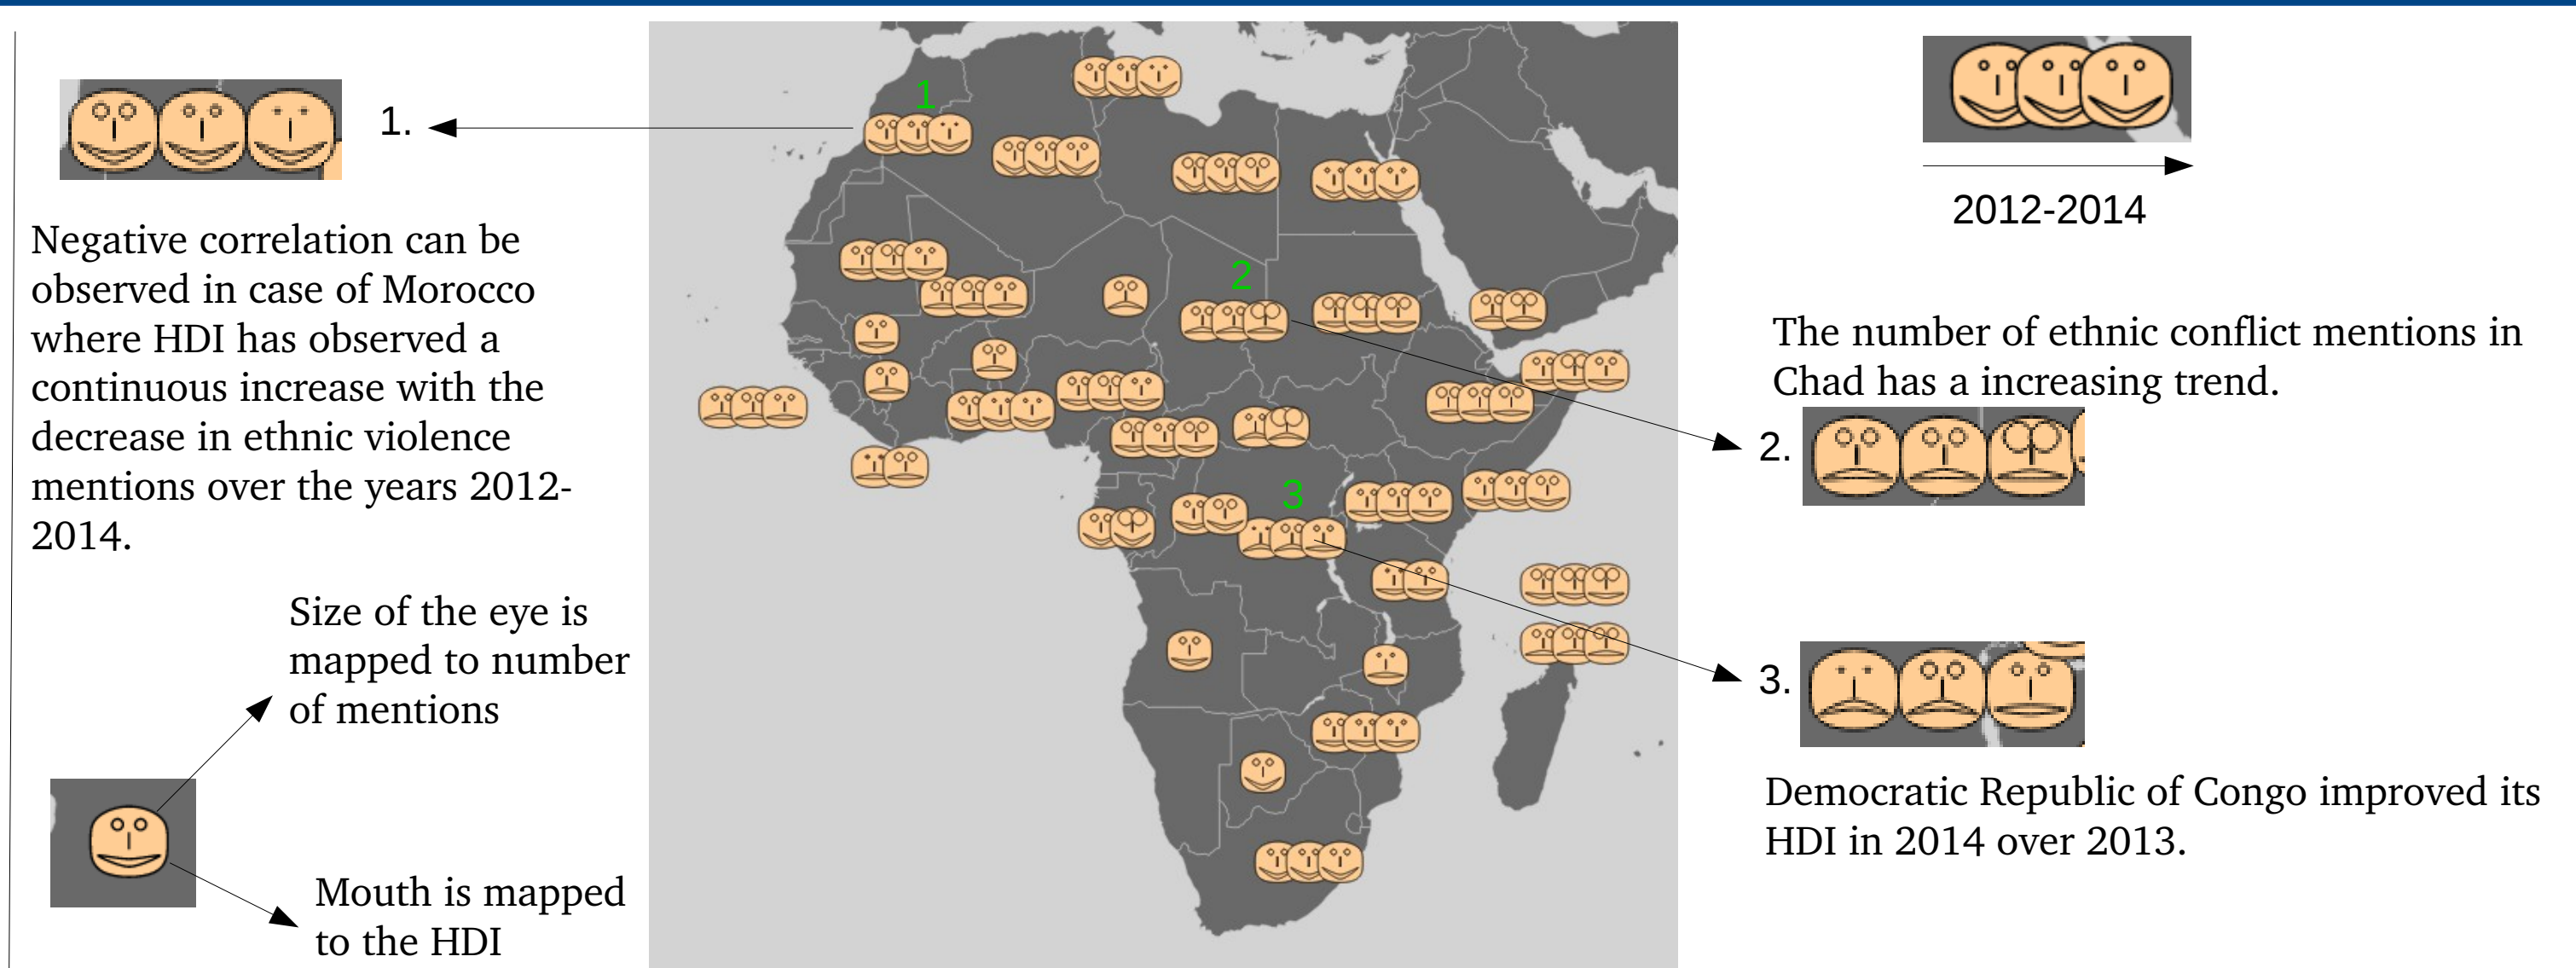 1.
Negative correlation can be
observed in case of Morocco
where HDI has observed a
continuous increase with the
decrease in ethnic violence
mentions over the years 2012-
2014.
Size of the eye is
mapped to number
of mentions
Mouth is mapped
to the HDI
1
2
3
2012-2014
The number of ethnic conflict mentions in
Chad has a increasing trend.
2.
3.
Democratic Republic of Congo improved its
HDI in 2014 over 2013.